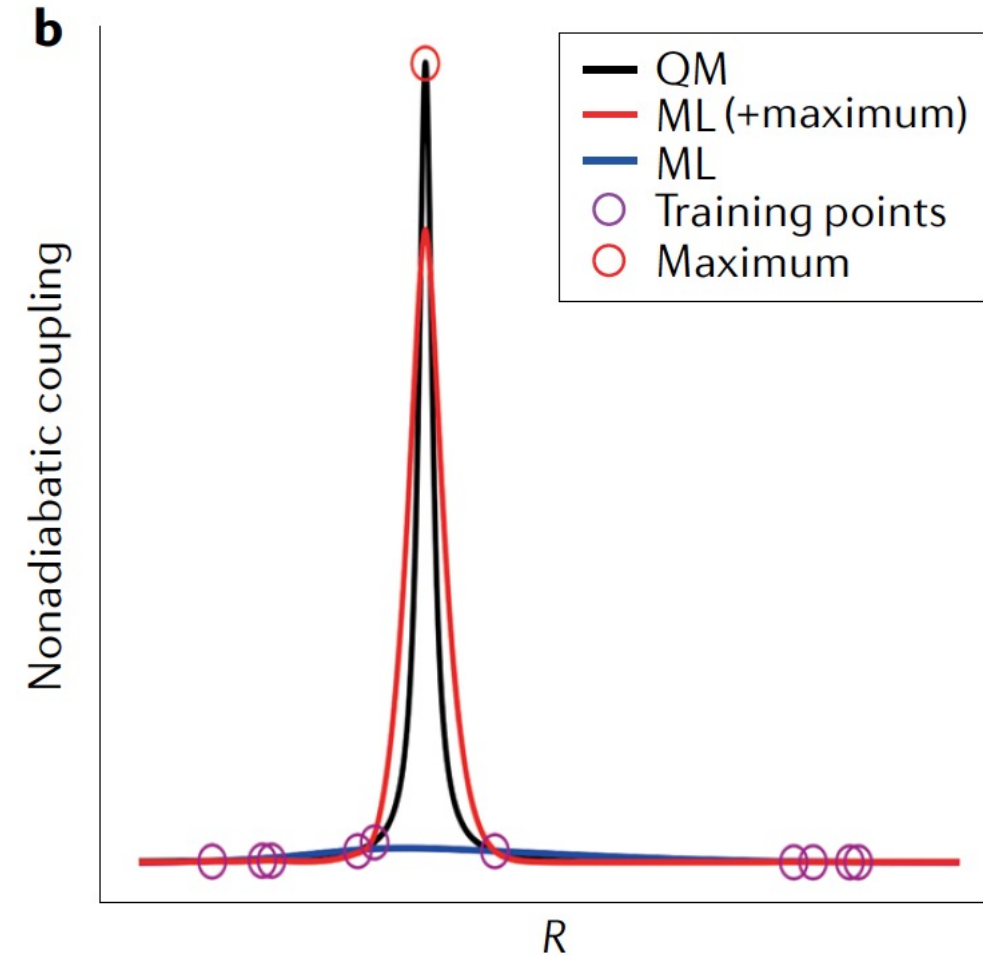 b
QM
ML (+maximum)
ML
Training points
Maximum
Nonadiabatic coupling
R